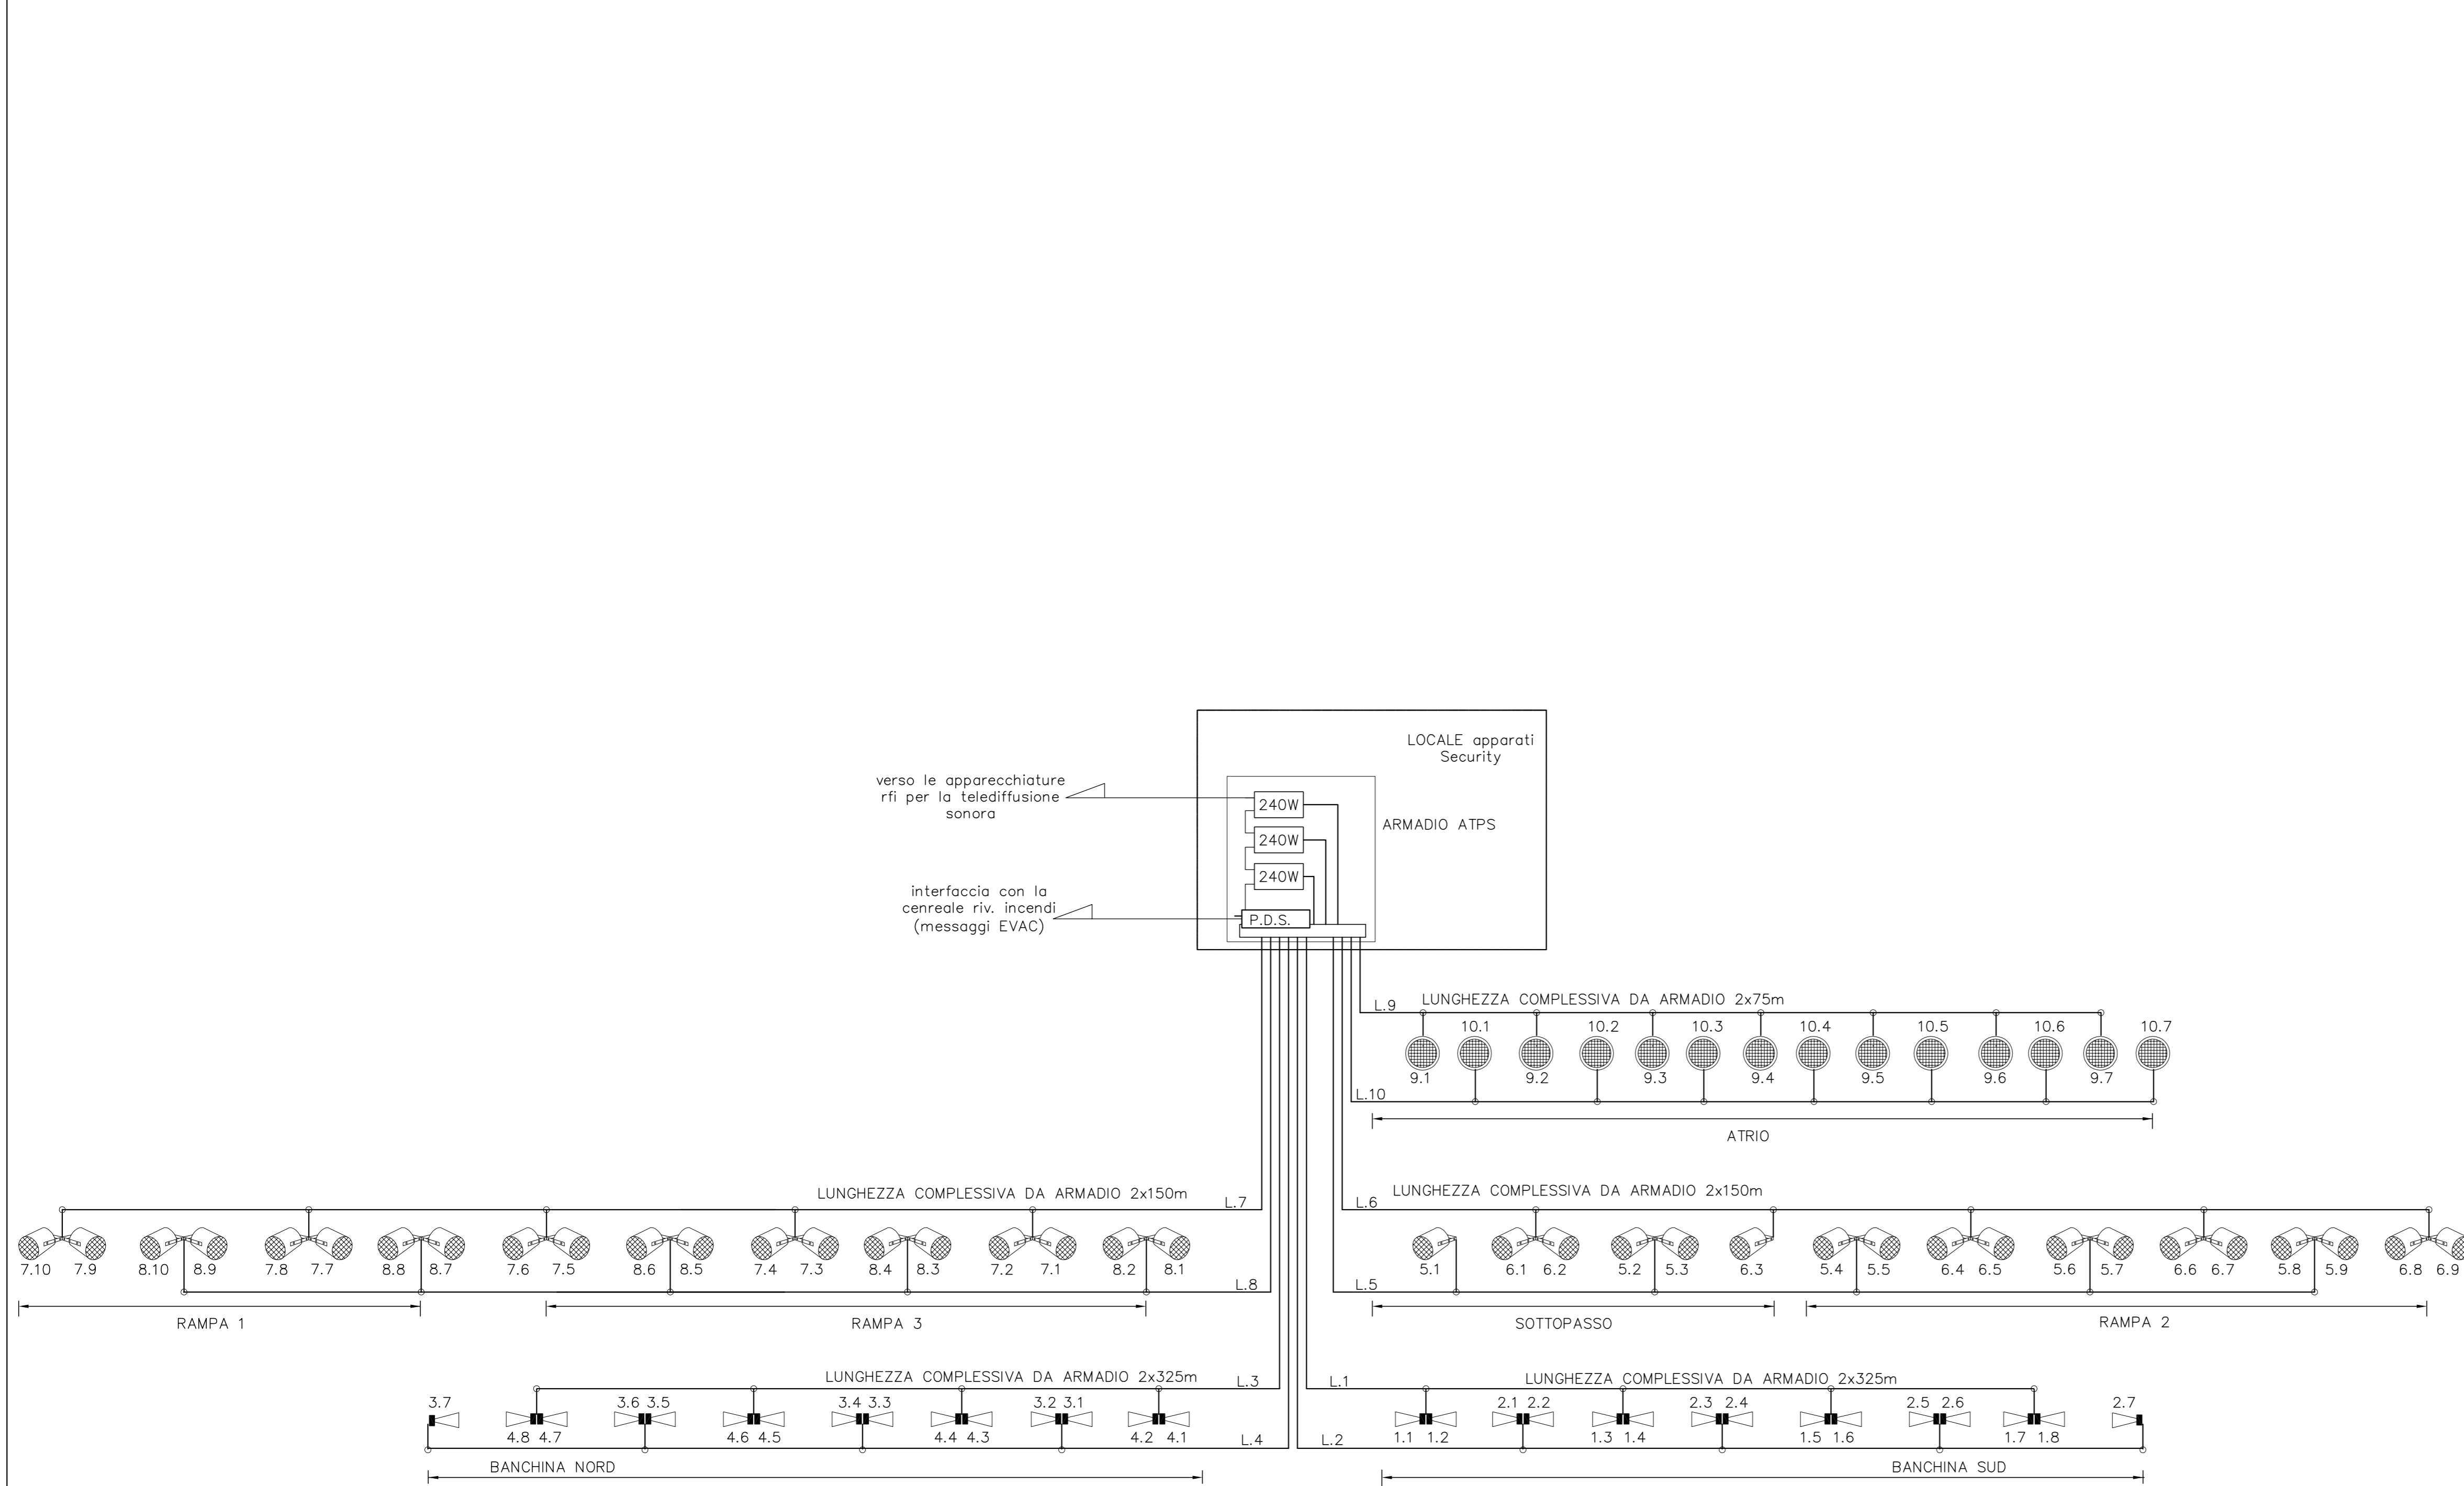 LOCALE apparati
Security
verso le apparecchiature
rfi per la telediffusione
sonora
240W
240W
240W
ARMADIO ATPS
interfaccia con la
cenreale riv. incendi
(messaggi EVAC)
P.D.S.
L.9 LUNGHEZZA COMPLESSIVA DA ARMADIO 2x75m
10.1 10.2 10.3 10.4 10.5 10.6 10.7
9.1 9.2 9.3 9.4 9.5 9.6 9.7
L.10
ATRIO
LUNGHEZZA COMPLESSIVA DA ARMADIO 2x150m L.7
7.10 7.9 8.10 8.9 7.8 7.7 8.8 8.7 7.6 7.5 8.6 8.5 7.4 7.3 8.4 8.3 7.2 7.1 8.2 8.1
L.8
RAMPA 1 RAMPA 3
LUNGHEZZA COMPLESSIVA DA ARMADIO 2x150m
L.6
5.1 6.1 6.2 5.2 5.3 6.3 5.4 5.5 6.4 6.5 5.6 5.7 6.6 6.7 5.8 5.9 6.8 6.9
L.5
SOTTOPASSO RAMPA 2
LUNGHEZZA COMPLESSIVA DA ARMADIO 2x325m L.3
3.7 3.6 3.5 3.4 3.3 3.2 3.1
4.8 4.7 4.6 4.5 4.4 4.3 4.2 4.1
L.4
BANCHINA NORD
L.1 LUNGHEZZA COMPLESSIVA DA ARMADIO 2x325m
2.1 2.2 2.3 2.4 2.5 2.6 2.7
1.1 1.2 1.3 1.4 1.5 1.6 1.7 1.8
L.2
BANCHINA SUD